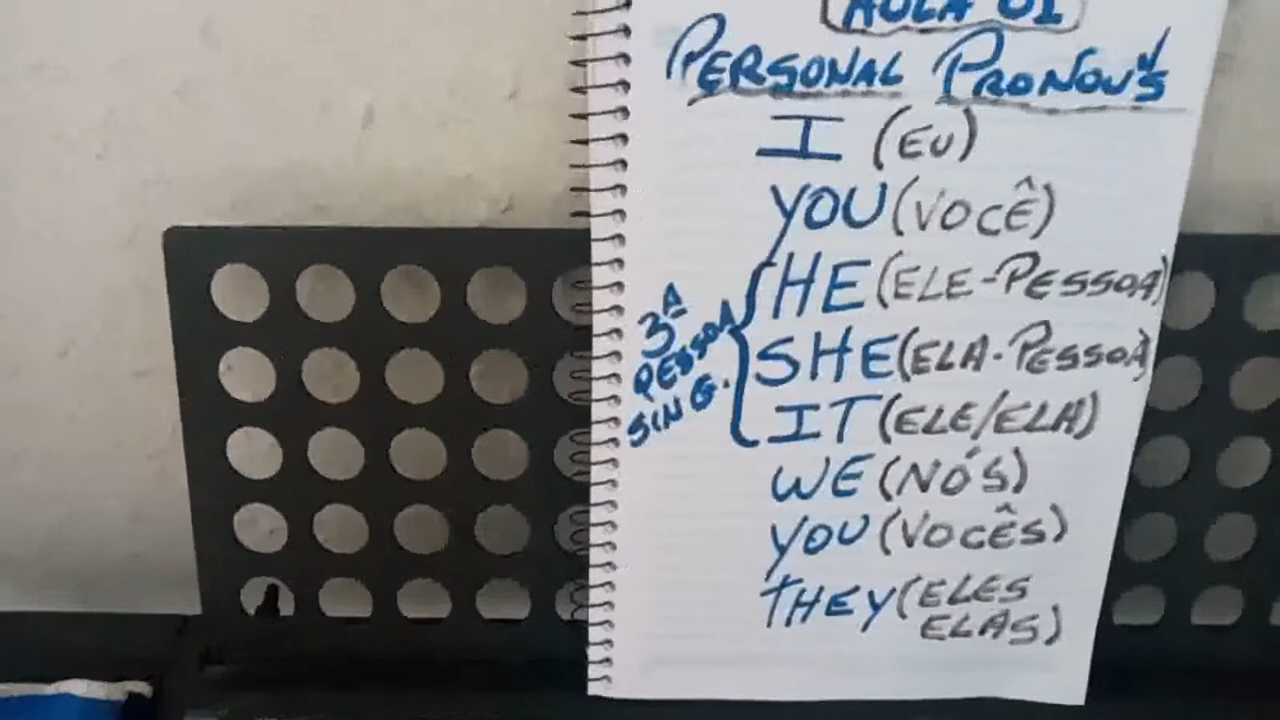 AULA 01
PERSONAL PRONOUNS
I (EU)
YOU (VOCÊ)
HE (ELE-PESSOA)
SHE (ELA-PESSOA)
IT (ELE/ELA)
3ª
PESSOA
SING.
WE (NÓS)
YOU (VOCÊS)
THEY (ELES
ELAS)